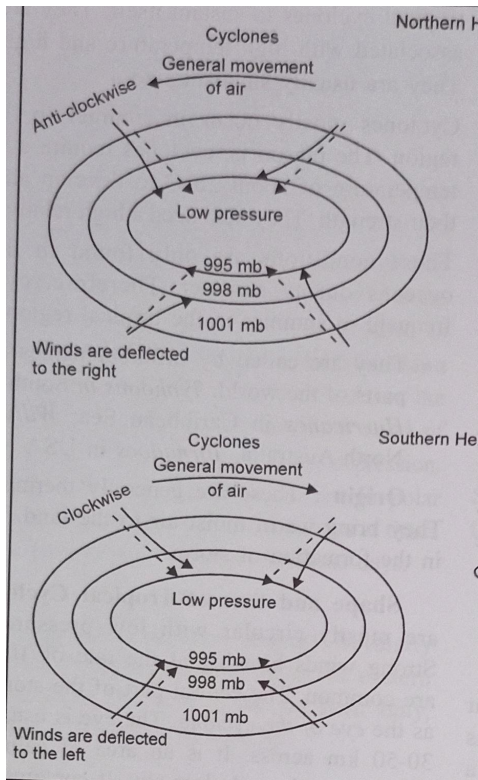 Northern H
Cyclones
General movement
of air
Anti-clockwise
Low pressure
995 mb
998 mb
1001 mb
Winds are deflected
to the right
Southern He
Cyclones
General movement
of air
Clockwise
Low pressure
995 mb
998 mb
1001 mb
Winds are deflected
to the left